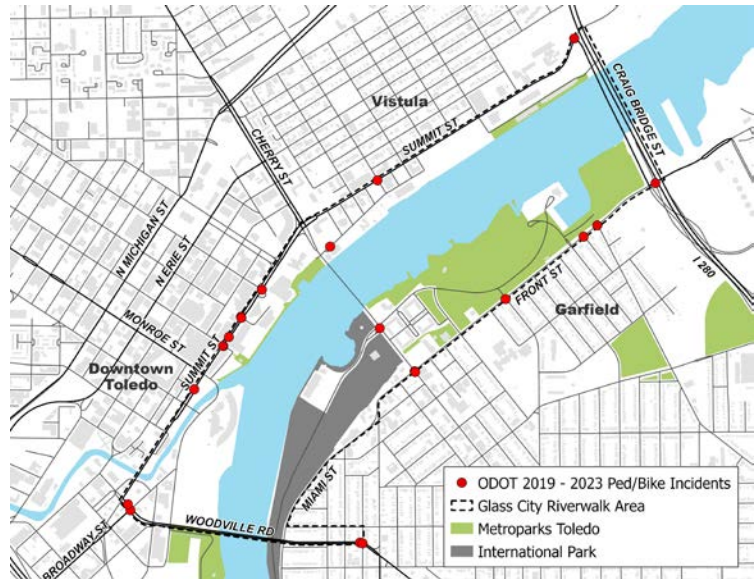 Vistula
SUMMIT ST
CRAIG BRIDGE ST
CHERRY ST
N MICHIGAN ST
N ERIE ST
I 280
MONROE ST
FRONT ST
Garfield
SUMMIT ST
Downtown
Toledo
MIAMI ST
WOODVILLE RD
BROADWAY ST
ODOT 2019 - 2023 Ped/Bike Incidents
Glass City Riverwalk Area
Metroparks Toledo
International Park